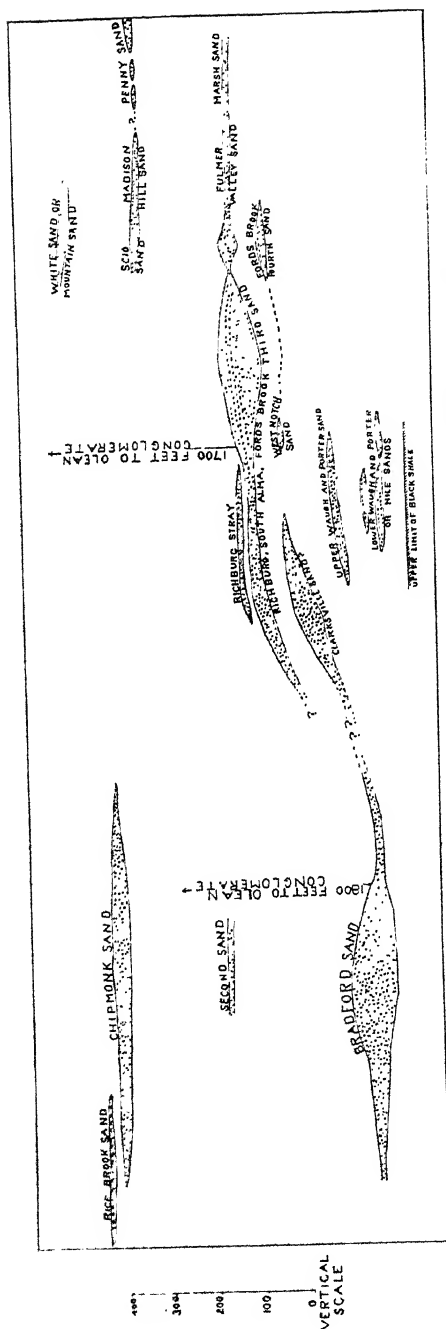 RICE BROOK SAND
CHIPMONK SAND
SECOND SAND
1800 FEET TO OLEAN
CONGLOMERATE→
BRADFORD SAND
?
?
?
RICHBURG STRAY
1700 FEET TO OLEAN
CONGLOMERATE→
RICHBURG, SOUTH ALMA, FORDS BROOK THIRD SAND
CLARKSVILLE SAND?
WEST NOTCH
SAND
UPPER WAUGH AND PORTER SAND
LOWER WAUGH AND PORTER
OR MILE SANDS
UPPER LIMIT OF BLACK SHALE
WHITE SAND OR
MOUNTAIN SAND
SCIO
SAND
MADISON
HILL SAND
?
PENNY SAND
FULMER
VALLEY SAND
MARSH SAND
FORDS BROOK
FOURTH SAND
400
300
200
100
0
VERTICAL
SCALE